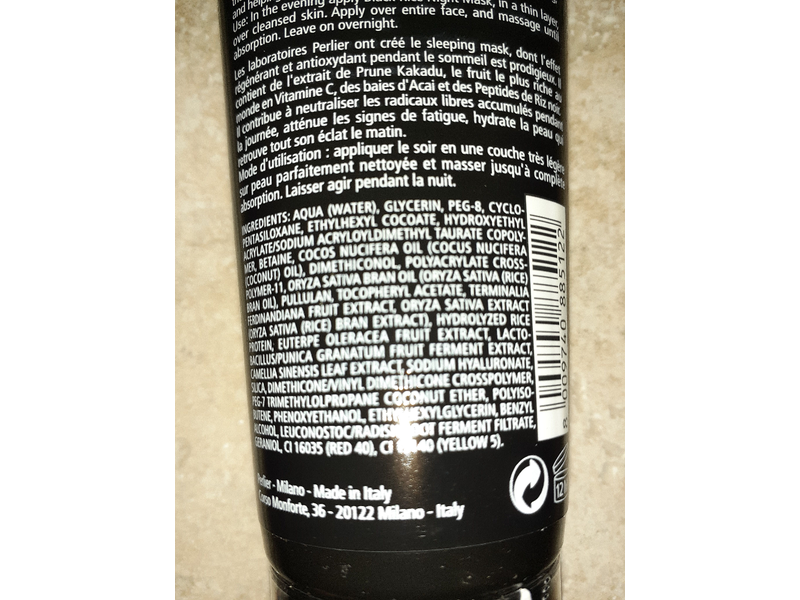 Use: In the evening apply Black Rice Night Mask, in a thin layer,
over cleansed skin. Apply over entire face, and massage until
absorption. Leave on overnight.
Les laboratoires Perlier ont créé le sleeping mask, dont l'effet
régénérant et antioxydant pendant le sommeil est prodigieux, il
contient de l'extrait de Prune Kakadu, le fruit le plus riche au
monde en Vitamine C, des baies d'Acai et des Peptides de Riz noir.
Il contribue à neutraliser les radicaux libres accumulés pendant
la journée, atténue les signes de fatigue, hydrate la peau qui
retrouve tout son éclat le matin.
Mode d'utilisation : appliquer le soir en une couche très légère
sur peau parfaitement nettoyée et masser jusqu'à complète
absorption. Laisser agir pendant la nuit.
INGREDIENTS: AQUA (WATER), GLYCERIN, PEG-8, CYCLO-
PENTASILOXANE, ETHYLHEXYL COCOATE, HYDROXYETHYL
ACRYLATE/SODIUM ACRYLOYLDIMETHYL TAURATE COPOLY-
MER, BETAINE, COCOS NUCIFERA OIL (COCUS NUCIFERA
(COCONUT) OIL), DIMETHICONOL, POLYACRYLATE CROSS-
POLYMER-11, ORYZA SATIVA BRAN OIL (ORYZA SATIVA (RICE)
BRAN OIL), PULLULAN, TOCOPHERYL ACETATE, TERMINALIA
FERDINANDIANA FRUIT EXTRACT, ORYZA SATIVA EXTRACT
(ORYZA SATIVA (RICE) BRAN EXTRACT), HYDROLYZED RICE
PROTEIN, EUTERPE OLERACEA FRUIT EXTRACT, LACTO-
BACILLUS/PUNICA GRANATUM FRUIT FERMENT EXTRACT,
CAMELLIA SINENSIS LEAF EXTRACT, SODIUM HYALURONATE,
SILICA, DIMETHICONE/VINYL DIMETHICONE CROSSPOLYMER,
PEG-7 TRIMETHYLOLPROPANE COCONUT ETHER, POLYISO-
BUTENE, PHENOXYETHANOL, ETHYLHEXYLGLYCERIN, BENZYL
ALCOHOL, LEUCONOSTOC/RADISH ROOT FERMENT FILTRATE,
GERANIOL, CI 16035 (RED 40), CI 19140 (YELLOW 5).
8 009740 885122
12
Perlier - Milano - Made in Italy
Corso Monforte, 36 - 20122 Milano - Italy